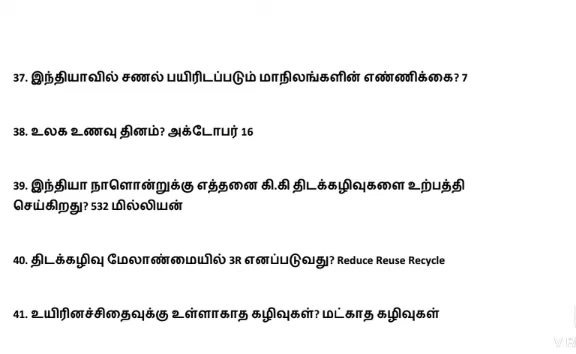 37. இந்தியாவில் சணல் பயிரிடப்படும் மாநிலங்களின் எண்ணிக்கை? 7
38. உலக உணவு தினம்? அக்டோபர் 16
39. இந்தியா நாளொன்றுக்கு எத்தனை கி.கி திடக்கழிவுகளை உற்பத்தி
செய்கிறது? 532 மில்லியன்
40. திடக்கழிவு மேலாண்மையில் 3R எனப்படுவது? Reduce Reuse Recycle
41. உயிரினச்சிதைவுக்கு உள்ளாகாத கழிவுகள்? மட்காத கழிவுகள்